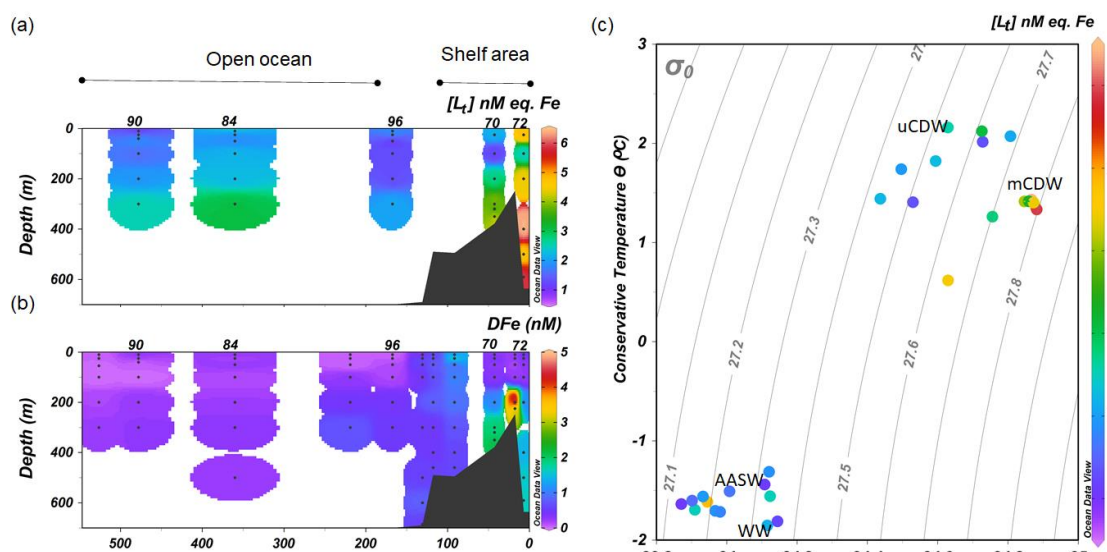 (a)
Open ocean
Shelf area
[Lt] nM eq. Fe
90 84 96 70 72
0
200
400
600
Depth (m)
6
5
4
3
2
1
Ocean Data View
(b)
DFe (nM)
90 84 96 70 72
0
200
400
600
Depth (m)
5
4
3
2
1
0
Ocean Data View
500 400 300 200 100 0
(c)
[Lt] nM eq. Fe
3
2
1
0
-1
-2
Conservative Temperature Θ (ºC)
σ0
27.7
27.3
27.8
27.2
27.6
27.1
27.5
uCDW
mCDW
AASW
WW
Ocean Data View